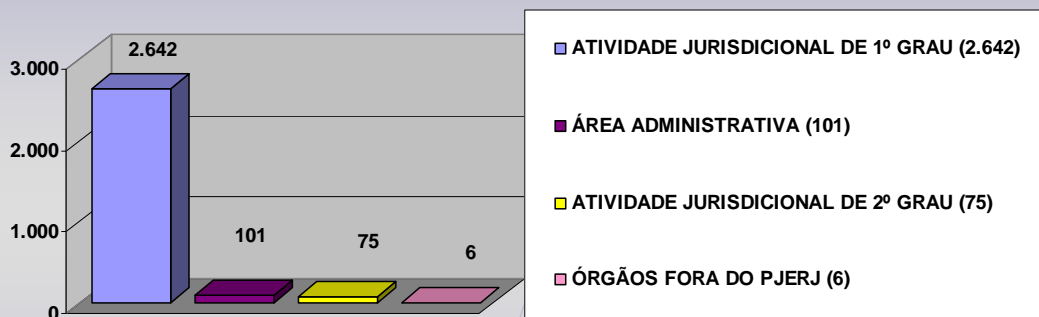 2.642
3.000
2.000
1.000
0
101
75
6
ATIVIDADE JURISDICIONAL DE 1º GRAU (2.642)
ÁREA ADMINISTRATIVA (101)
ATIVIDADE JURISDICIONAL DE 2º GRAU (75)
ÓRGÃOS FORA DO PJERJ (6)